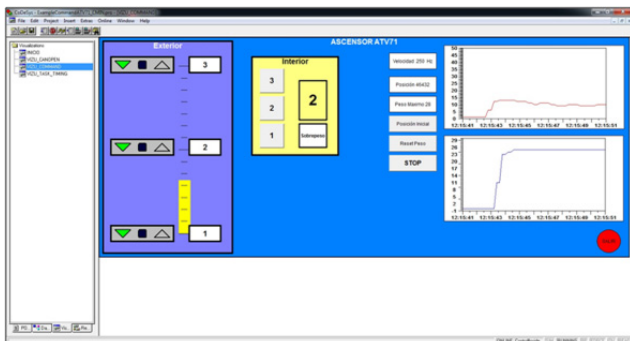 CoDeSys - ExampleCommand
File Edit Project Insert Extras Online Window Help
Visualizations
INICIO
VIZU_CANOPEN
VIZU_COMMAND
VIZU_TASK_TIMING
ASCENSOR ATV71
Exterior
3
2
1
Interior
3
2
1
2
Sobrepeso
Velocidad 250 Hz
Posición 45432
Peso Maximo 28
Posición Inicial
Reset Peso
STOP
50
45
40
35
30
25
20
15
10
5
0
12:15:41 12:15:43 12:15:45 12:15:47 12:15:49 12:15:51
29
26
23
20
17
14
11
8
5
2
-1
12:15:41 12:15:43 12:15:45 12:15:47 12:15:49 12:15:51